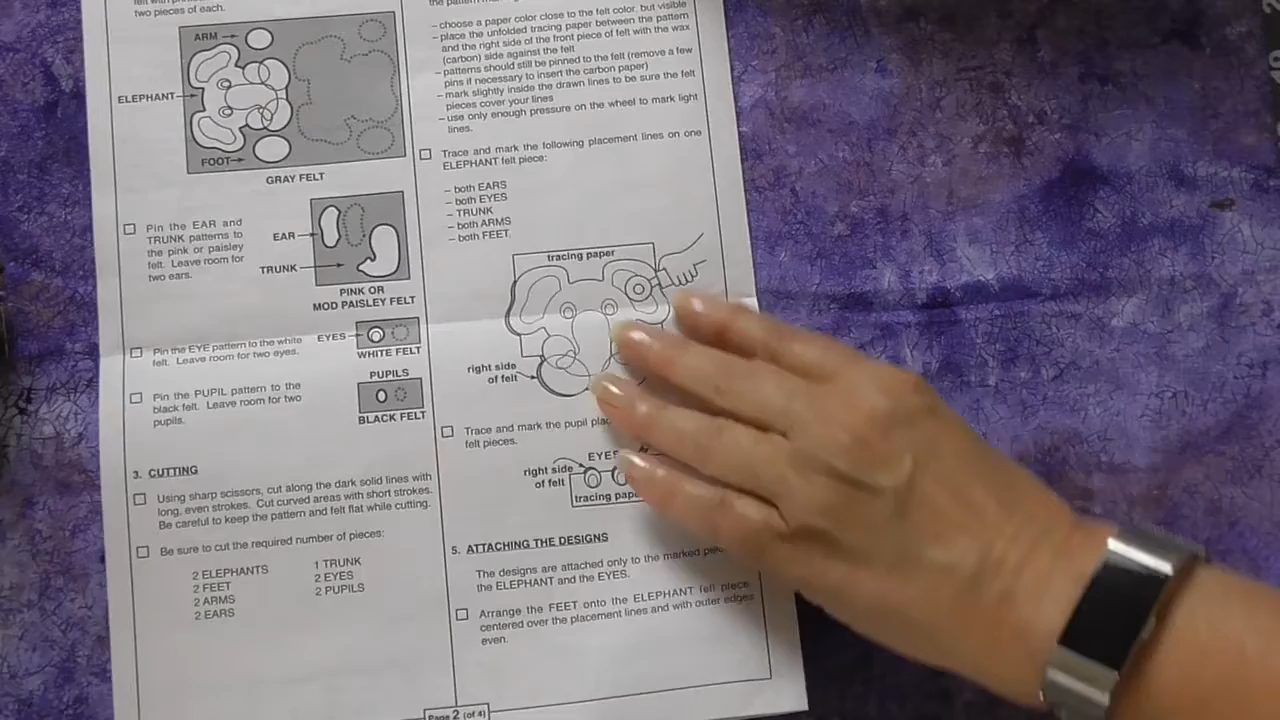 two pieces of each.
ARM
ELEPHANT
FOOT
GRAY FELT
Pin the EAR and
TRUNK patterns to
the pink or paisley
felt. Leave room for
two ears.
EAR
TRUNK
PINK OR
MOD PAISLEY FELT
Pin the EYE pattern to the white
felt. Leave room for two eyes.
EYES
WHITE FELT
Pin the PUPIL pattern to the
black felt. Leave room for two
pupils.
PUPILS
BLACK FELT
3. CUTTING
Using sharp scissors, cut along the dark solid lines with
long, even strokes. Cut curved areas with short strokes.
Be careful to keep the pattern and felt flat while cutting.
Be sure to cut the required number of pieces:
2 ELEPHANTS
2 FEET
2 ARMS
2 EARS
1 TRUNK
2 EYES
2 PUPILS
– choose a paper color close to the felt color, but visible
– place the unfolded tracing paper between the pattern
and the right side of the front piece of felt with the wax
(carbon) side against the felt
– patterns should still be pinned to the felt (remove a few
pins if necessary to insert the carbon paper)
– mark slightly inside the drawn lines to be sure the felt
pieces cover your lines
– use only enough pressure on the wheel to mark light
lines.
Trace and mark the following placement lines on one
ELEPHANT felt piece:
– both EARS
– both EYES
– TRUNK
– both ARMS
– both FEET.
tracing paper
right side
of felt
Trace and mark the pupil
felt pieces.
EYES
right side
of felt
tracing
5. ATTACHING THE DESIGNS
The designs are attached only to the marked
the ELEPHANT and the EYES.
Arrange the FEET onto the ELEPHANT felt piece
centered over the placement lines and with outer edges
even.
Page 2 (of 4)